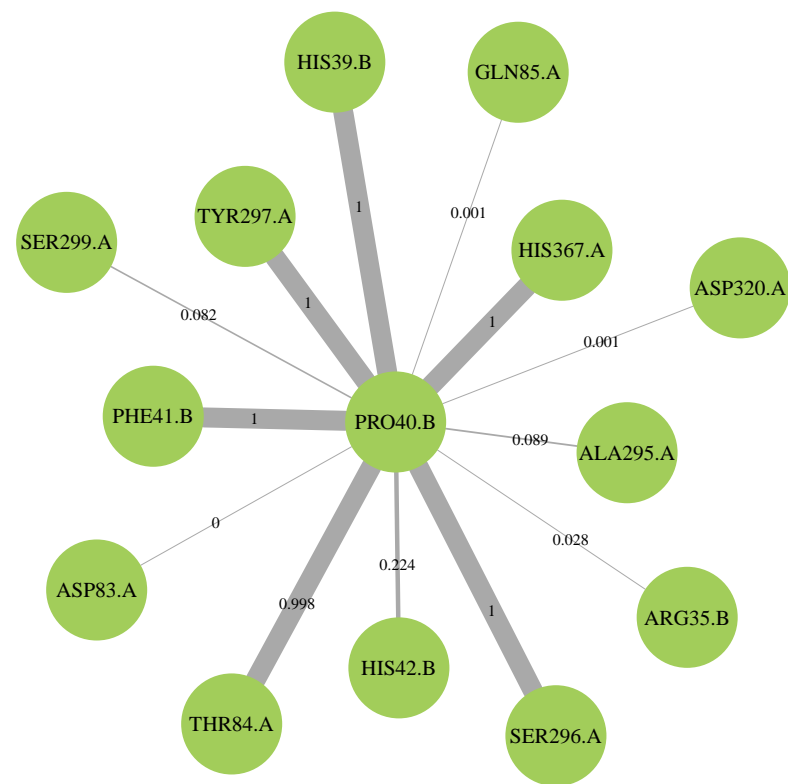 HIS39.B
GLN85.A
1
0.001
TYR297.A
SER299.A
HIS367.A
ASP320.A
1
0.082
1
0.001
PHE41.B
1
PRO40.B
0.089
ALA295.A
0
0.028
ASP83.A
0.224
0.998
1
ARG35.B
HIS42.B
THR84.A
SER296.A